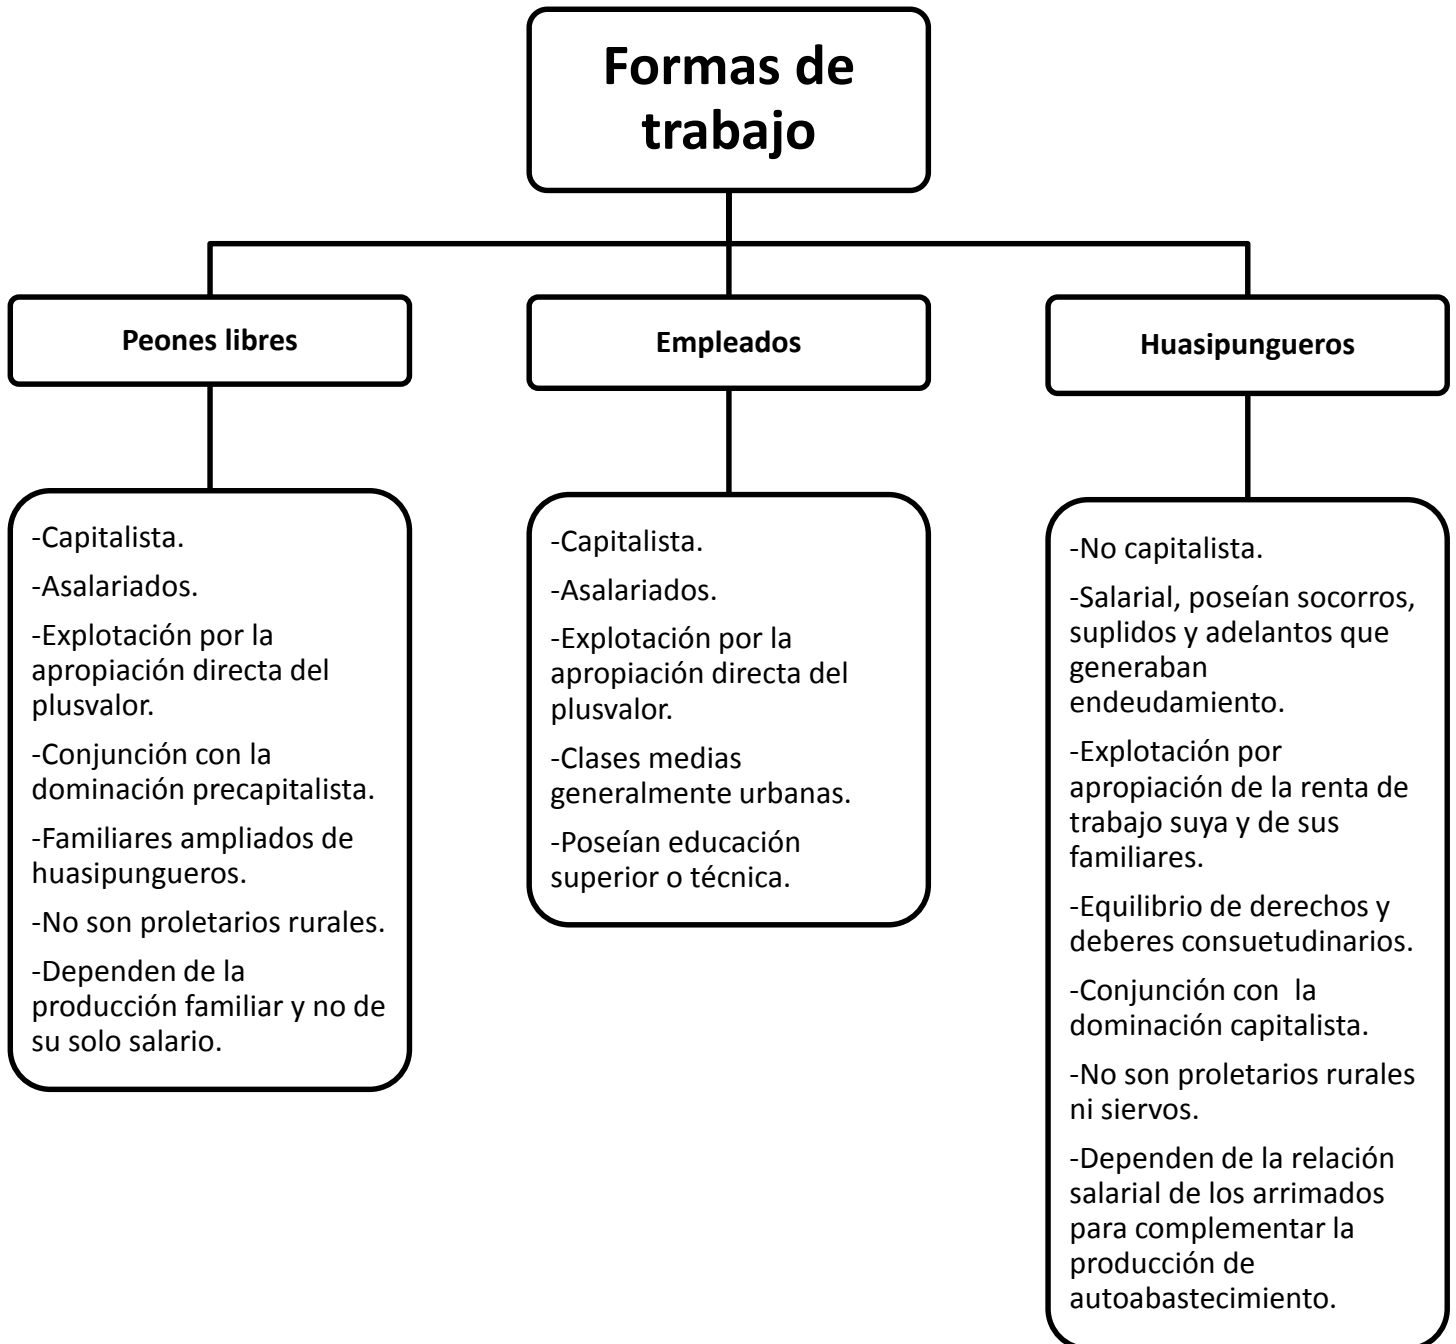 Formas de
trabajo
Peones libres
-Capitalista.
-Asalariados.
-Explotación por la
apropiación directa del
plusvalor.
-Conjunción con la
dominación precapitalista.
-Familiares ampliados de
huasipungueros.
-No son proletarios rurales.
-Dependen de la
producción familiar y no de
su solo salario.
Empleados
-Capitalista.
-Asalariados.
-Explotación por la
apropiación directa del
plusvalor.
-Clases medias
generalmente urbanas.
-Poseían educación
superior o técnica.
Huasipungueros
-No capitalista.
-Salarial, poseían socorros,
suplidos y adelantos que
generaban
endeudamiento.
-Explotación por
apropiación de la renta de
trabajo suya y de sus
familiares.
-Equilibrio de derechos y
deberes consuetudinarios.
-Conjunción con  la
dominación capitalista.
-No son proletarios rurales
ni siervos.
-Dependen de la relación
salarial de los arrimados
para complementar la
producción de
autoabastecimiento.